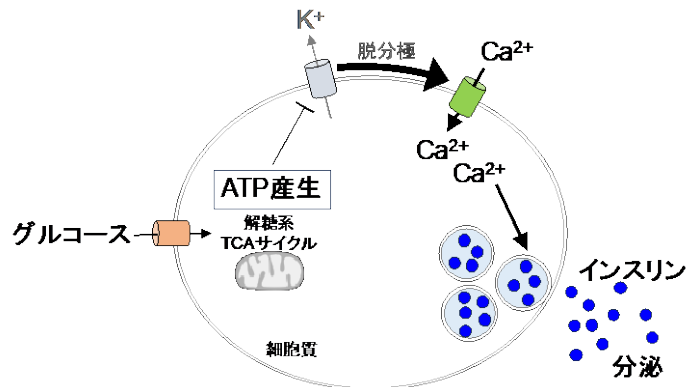 K⁺
脱分極
Ca²⁺
Ca²⁺
Ca²⁺
ATP産生
解糖系
TCAサイクル
グルコース
インスリン
分泌
細胞質